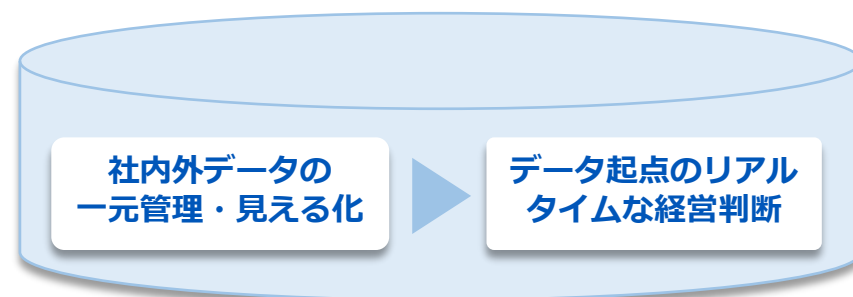 社内外データの
一元管理・見える化
データ起点のリアル
タイムな経営判断